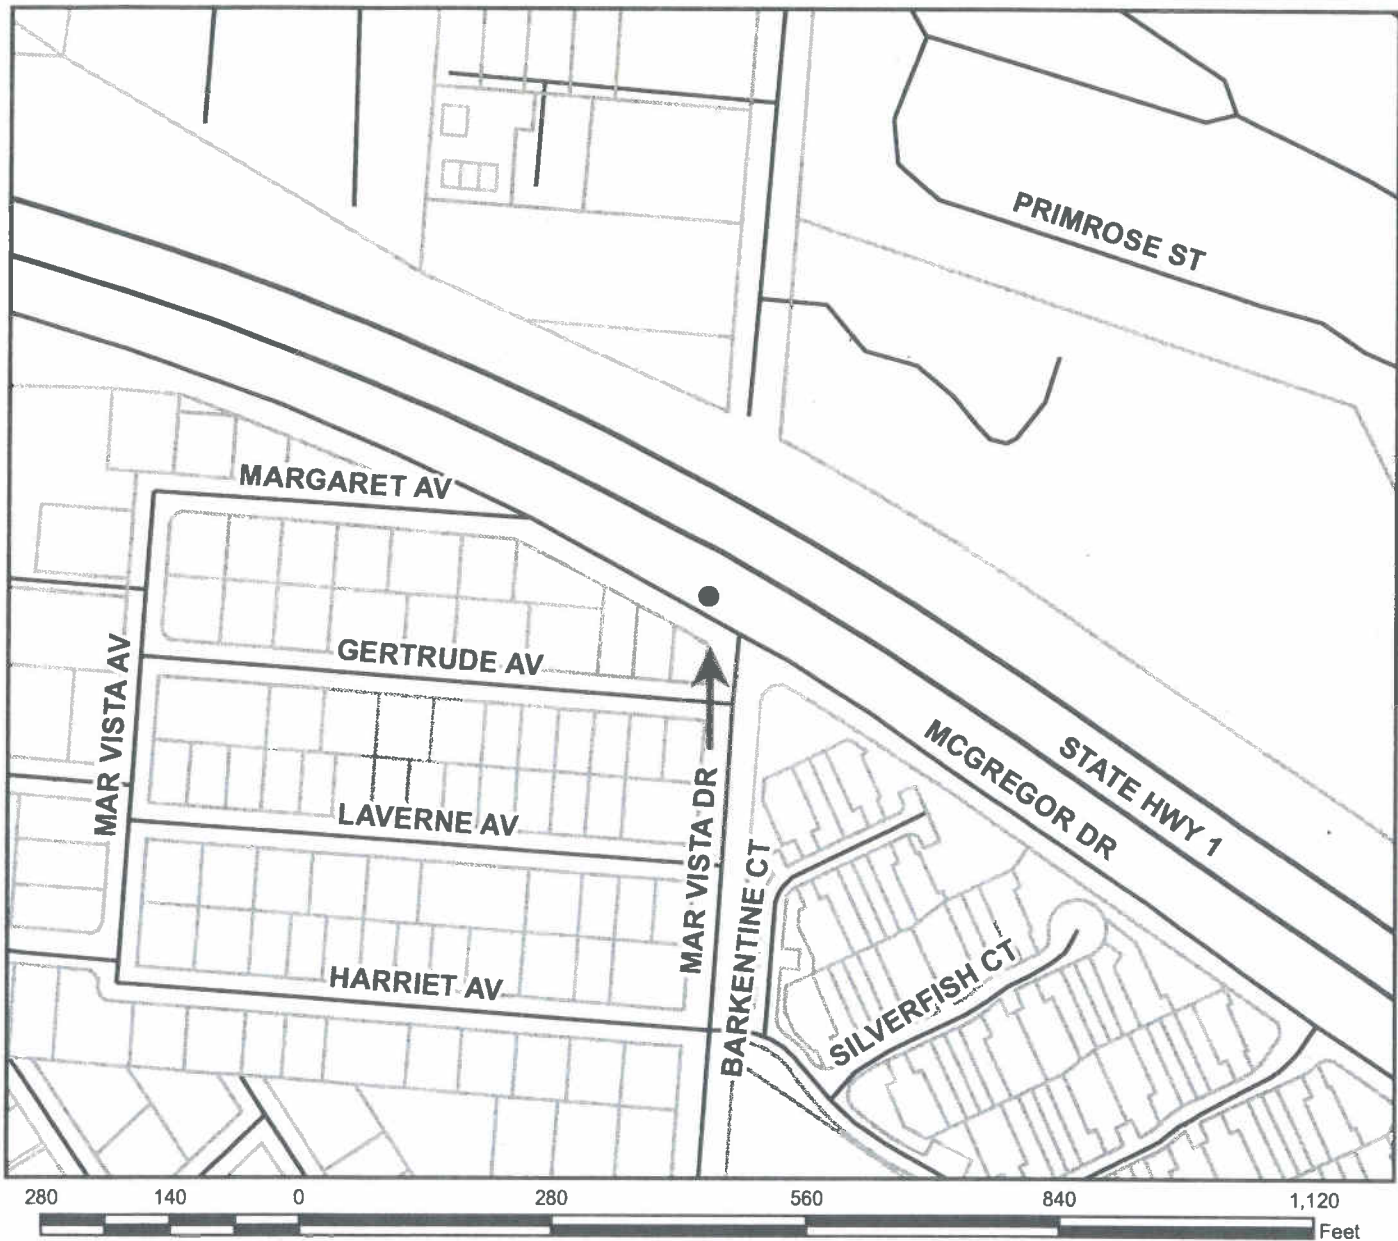 PRIMROSE ST
MARGARET AV
GERTRUDE AV
MAR VISTA AV
LAVERNE AV
MAR VISTA DR
BARKENTINE CT
MCGREGOR DR
STATE HWY 1
SILVERFISH CT
HARRIET AV
280 140 0 280 560 840 1,120
Feet